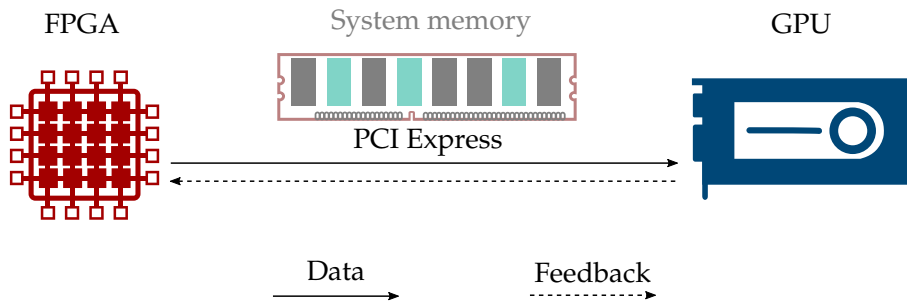 FPGA
System memory
GPU
PCI Express
Data
Feedback